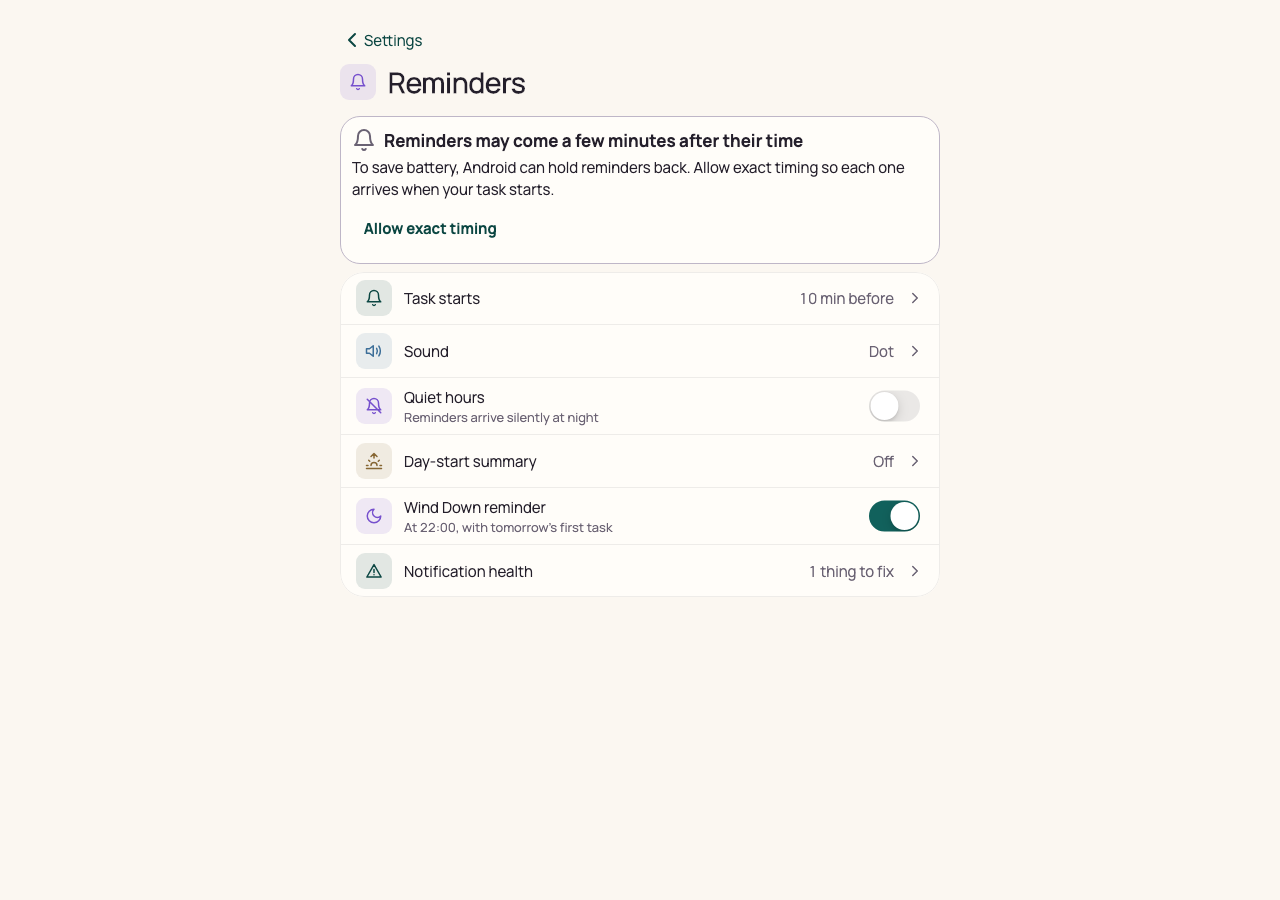 Settings
Reminders
Reminders may come a few minutes after their time
To save battery, Android can hold reminders back. Allow exact timing so each one
arrives when your task starts.
Allow exact timing
Task starts
10 min before
Sound
Dot
Quiet hours
Reminders arrive silently at night
Day-start summary
Off
Wind Down reminder
At 22:00, with tomorrow’s first task
Notification health
1 thing to fix